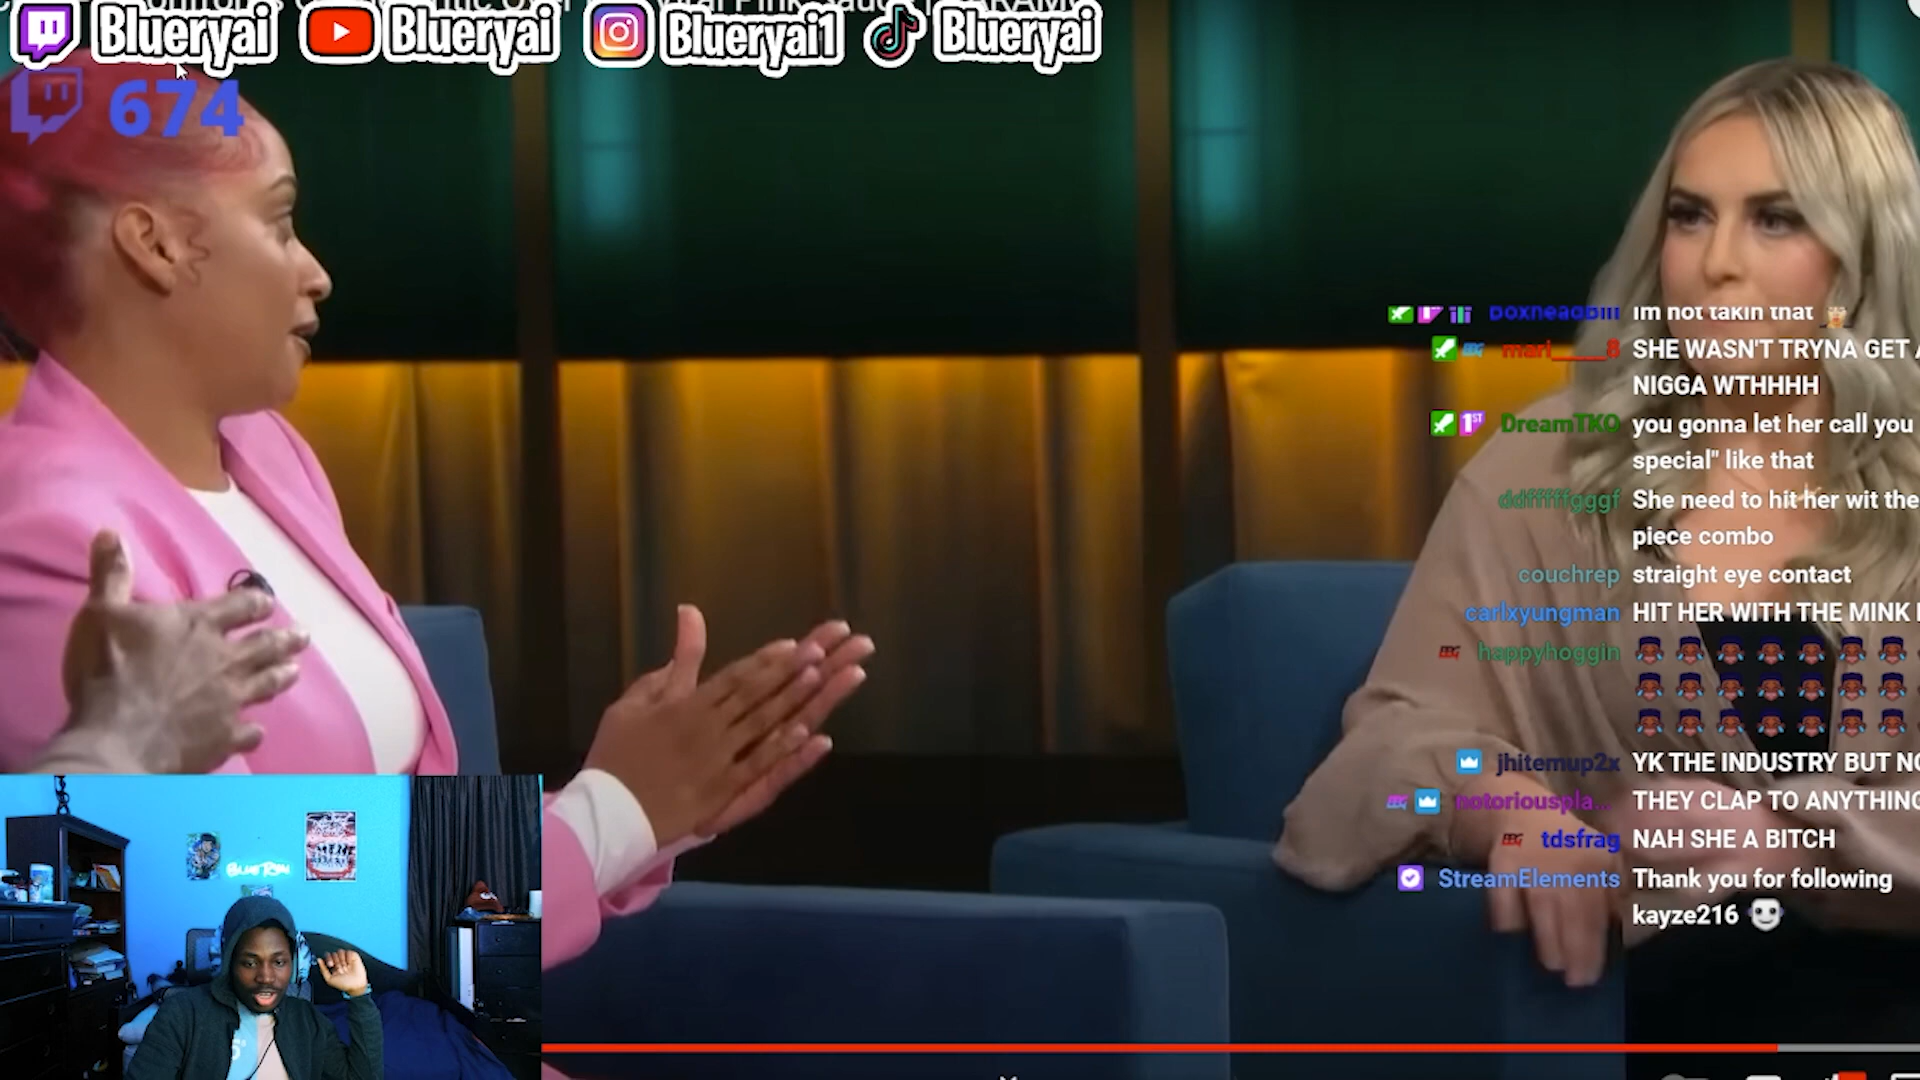 Blueryai Blueryai Blueryai1 Blueryai
674
im not takin that
mari____8 SHE WASN'T TRYNA GET
NIGGA WTHHHH
DreamTKO you gonna let her call you
special" like that
She need to hit her wit the
piece combo
couchrep straight eye contact
carlxyungman HIT HER WITH THE MINK
happyhoggin
jhitemup2x YK THE INDUSTRY BUT
notoriouspla... THEY CLAP TO ANYTHING
tdsfrag NAH SHE A BITCH
StreamElements Thank you for following
kayze216